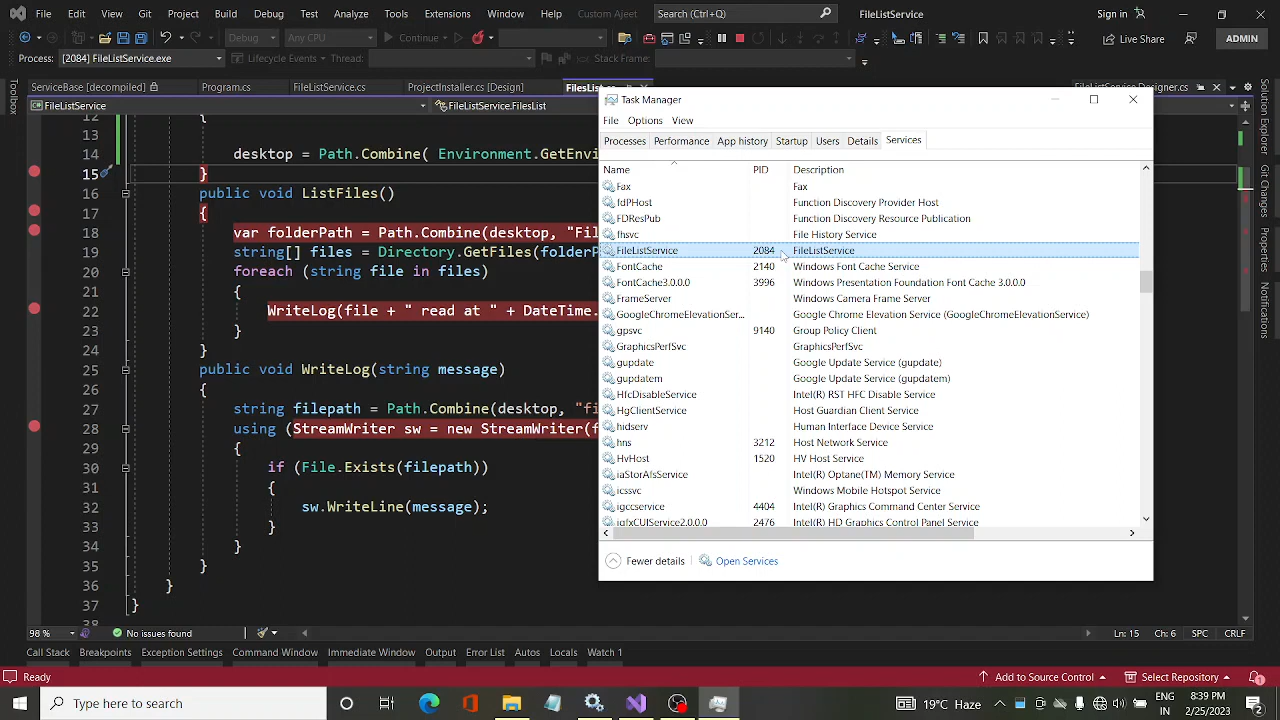 File Edit View Git Project Build Debug Test Analyze Tools Extensions Window Help Search (Ctrl+Q) FileListService Sign in
Debug Any CPU Continue Live Share ADMIN
Process: [2084] FileListService.exe Lifecycle Events Thread: Stack Frame:
ServiceBase [decompiled] Program.cs FileListService.cs ProjectInstaller.cs [Design] FilesList.cs FileListService.Designer.cs
FileListService FileListService.FilesList
Toolbox
Solution Explorer
Notifications
12 }
13
14 desktop = Path.Combine( Environment.GetEnvi
15 }
16 public void ListFiles()
17 {
18 var folderPath = Path.Combine(desktop, "Fil
19 string[] files = Directory.GetFiles(folderP
20 foreach (string file in files)
21 {
22 WriteLog(file + " read at " + DateTime.
23 }
24 }
25 public void WriteLog(string message)
26 {
27 string filepath = Path.Combine(desktop, "fi
28 using (StreamWriter sw = new StreamWriter(f
29 {
30 if (File.Exists(filepath))
31 {
32 sw.WriteLine(message);
33 }
34 }
35 }
36 }
37 }
38
Task Manager
File Options View
Processes Performance App history Startup Users Details Services
Name PID Description
Fax Fax
fdPHost Function Discovery Provider Host
FDResPub Function Discovery Resource Publication
fhsvc File History Service
FileListService 2084 FileListService
FontCache 2140 Windows Font Cache Service
FontCache3.0.0.0 3996 Windows Presentation Foundation Font Cache 3.0.0.0
FrameServer Windows Camera Frame Server
GoogleChromeElevationSer... Google Chrome Elevation Service (GoogleChromeElevationService)
gpsvc 9140 Group Policy Client
GraphicsPerfSvc GraphicsPerfSvc
gupdate Google Update Service (gupdate)
gupdatem Google Update Service (gupdatem)
HfcDisableService Intel(R) RST HFC Disable Service
HgClientService Host Guardian Client Service
hidserv Human Interface Device Service
hns 3212 Host Network Service
HvHost 1520 HV Host Service
iaStorAfsService Intel(R) Optane(TM) Memory Service
icssvc Windows Mobile Hotspot Service
igccservice 4404 Intel(R) Graphics Command Center Service
igfxCUIService2.0.0.0 2476 Intel(R) HD Graphics Control Panel Service
Fewer details Open Services
98 % No issues found Ln: 15 Ch: 6 SPC CRLF
Call Stack Breakpoints Exception Settings Command Window Immediate Window Output Error List Autos Locals Watch 1
Ready Add to Source Control Select Repository 1
Type here to search 19°C Haze ENG IN 8:39 PM 2/25/2023 2